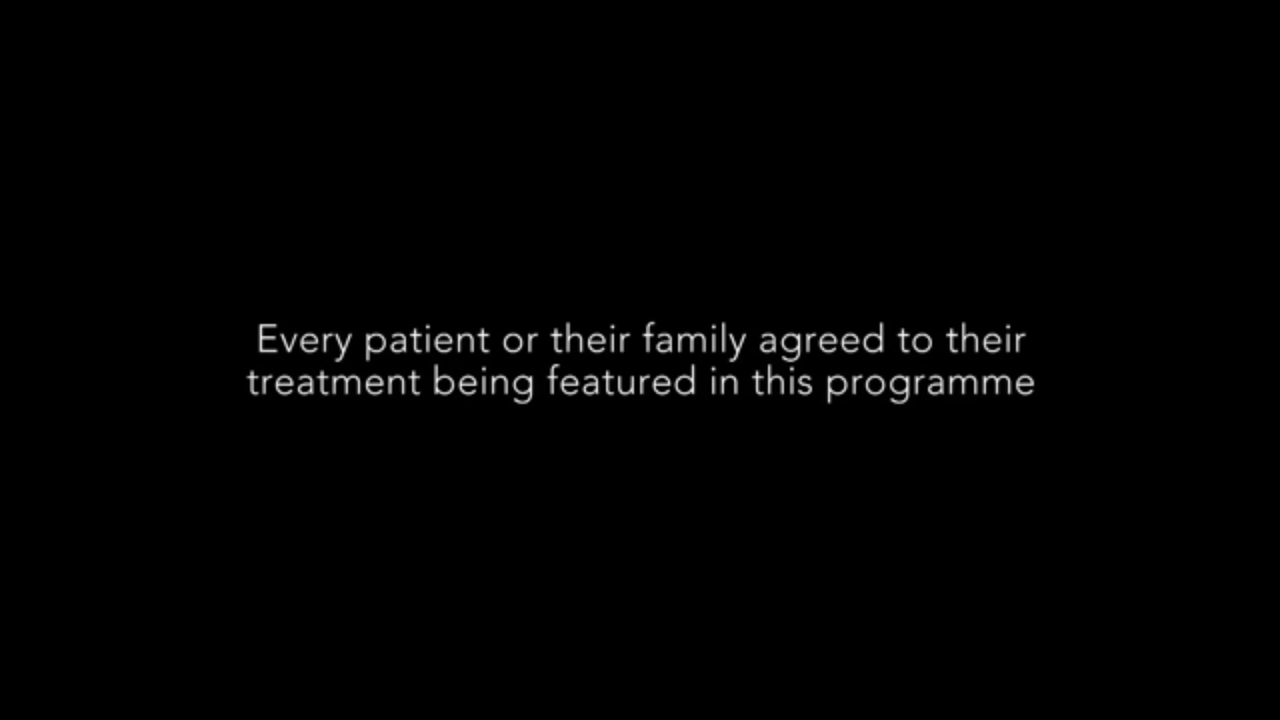 Every patient or their family agreed to their
treatment being featured in this programme